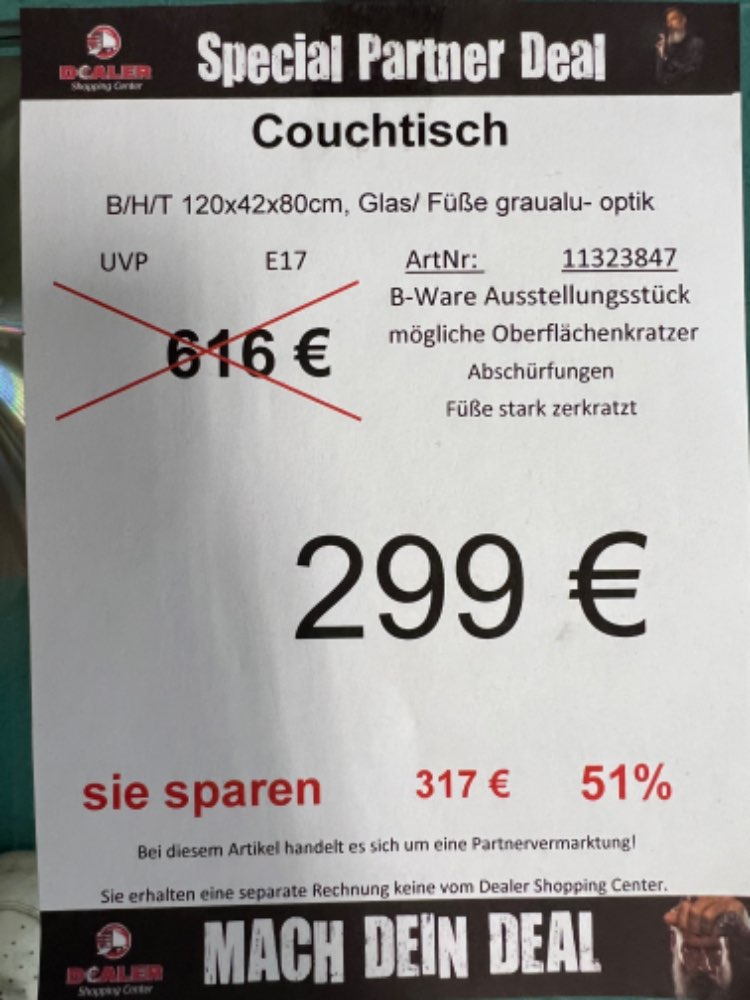 DEALER
Shopping Center
Special Partner Deal
Couchtisch
B/H/T 120x42x80cm, Glas/ Füße graualu- optik
UVP E17 ArtNr: 11323847
B-Ware Ausstellungsstück
616 €
mögliche Oberflächenkratzer
Abschürfungen
Füße stark zerkratzt
299 €
sie sparen 317 € 51%
Bei diesem Artikel handelt es sich um eine Partnervermarktung!
Sie erhalten eine separate Rechnung keine vom Dealer Shopping Center.
DEALER
Shopping Center
MACH DEIN DEAL